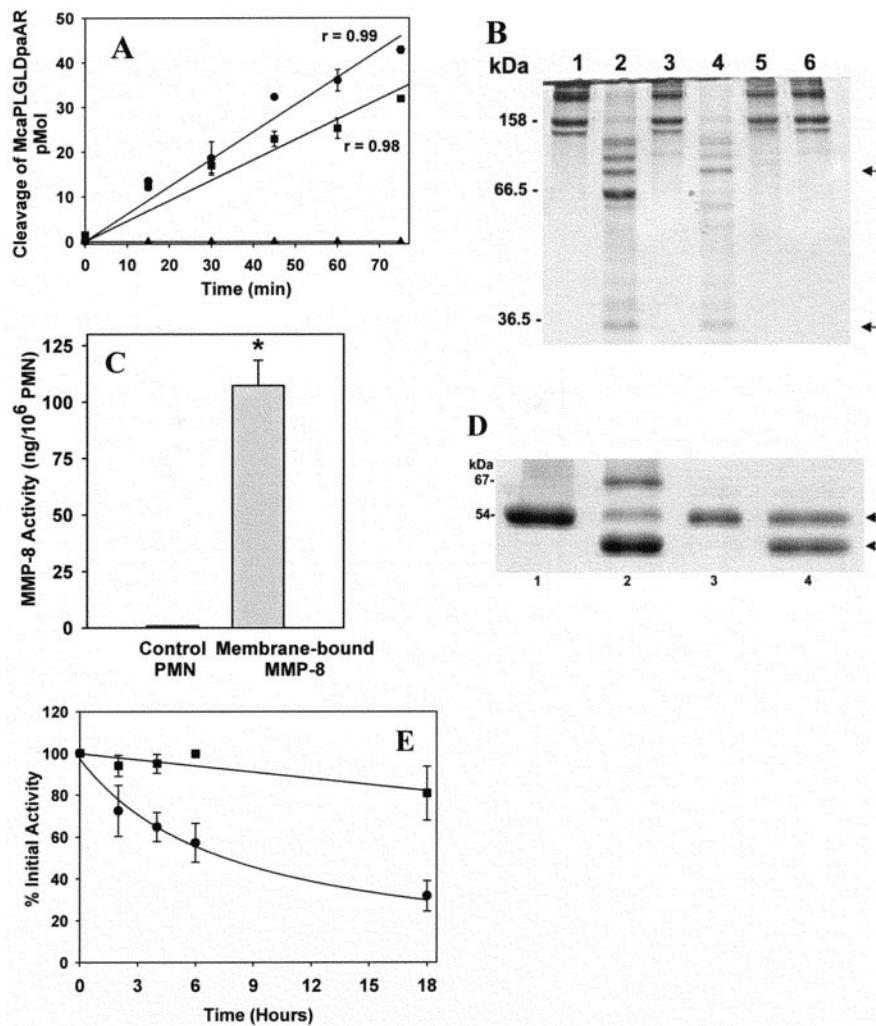 A
Cleavage of McaPLGLDpaAR
pMol
50
40
30
20
10
0
r = 0.99
r = 0.98
0 10 20 30 40 50 60 70
Time (min)
B
kDa 1 2 3 4 5 6
158 -
66.5 -
36.5 -
C
MMP-8 Activity (ng/10⁶ PMN)
125
100
75
50
25
0
*
Control Membrane-bound
PMN MMP-8
D
kDa
67-
54-
1 2 3 4
E
% Initial Activity
120
100
80
60
40
20
0
0 3 6 9 12 15 18
Time (Hours)